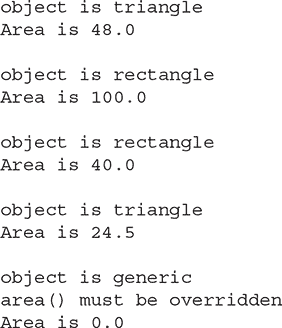 object is triangle
Area is 48.0
object is rectangle
Area is 100.0
object is rectangle
Area is 40.0
object is triangle
Area is 24.5
object is generic
area() must be overridden
Area is 0.0